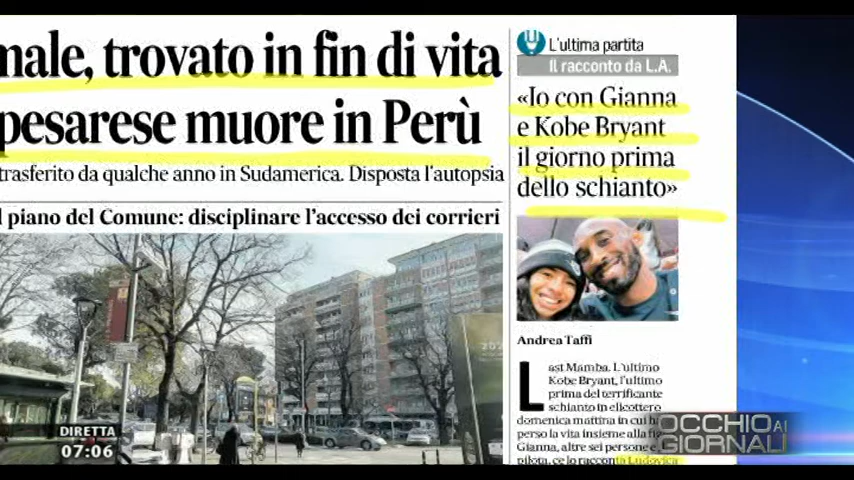 male, trovato in fin di vita
pesarese muore in Perù
trasferito da qualche anno in Sudamerica. Disposta l'autopsia
l piano del Comune: disciplinare l'accesso dei corrieri
L'ultima partita
Il racconto da L.A.
«Io con Gianna
e Kobe Bryant
il giorno prima
dello schianto»
Andrea Taffi
Last Mamba. L'ultimo
Kobe Bryant, l'ultimo
prima del terrificante
schianto in elicottero
domenica mattina in cui ha
perso la vita insieme alla fi
Gianna, altre sei persone e
pilota, ce lo raccont Ludovica
DIRETTA
07:06
OCCHIO AI
GIORNALI